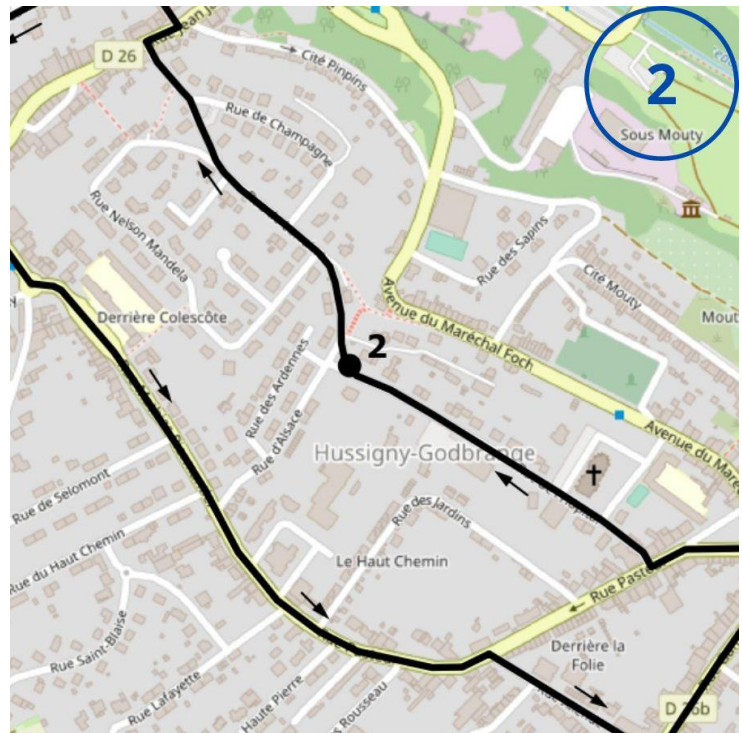 D 26
Cité Pinpins
2
Sous Mouty
Rue de Champagne
Rue Nelson Mandela
Rue des Sapins
Cité Mouty
Derrière Colescôte
Avenue du Maréchal Foch
Mout
2
Rue des Ardennes
Rue d'Alsace
Hussigny-Godbrange
Avenue du Maré
Rue de Selomont
Rue des Jardins
Rue du Haut Chemin
Le Haut Chemin
Rue Paste
Rue Saint-Blaise
Derrière la
Folie
Rue Lafayette
Haute Pierre
s Rousseau
D 26b